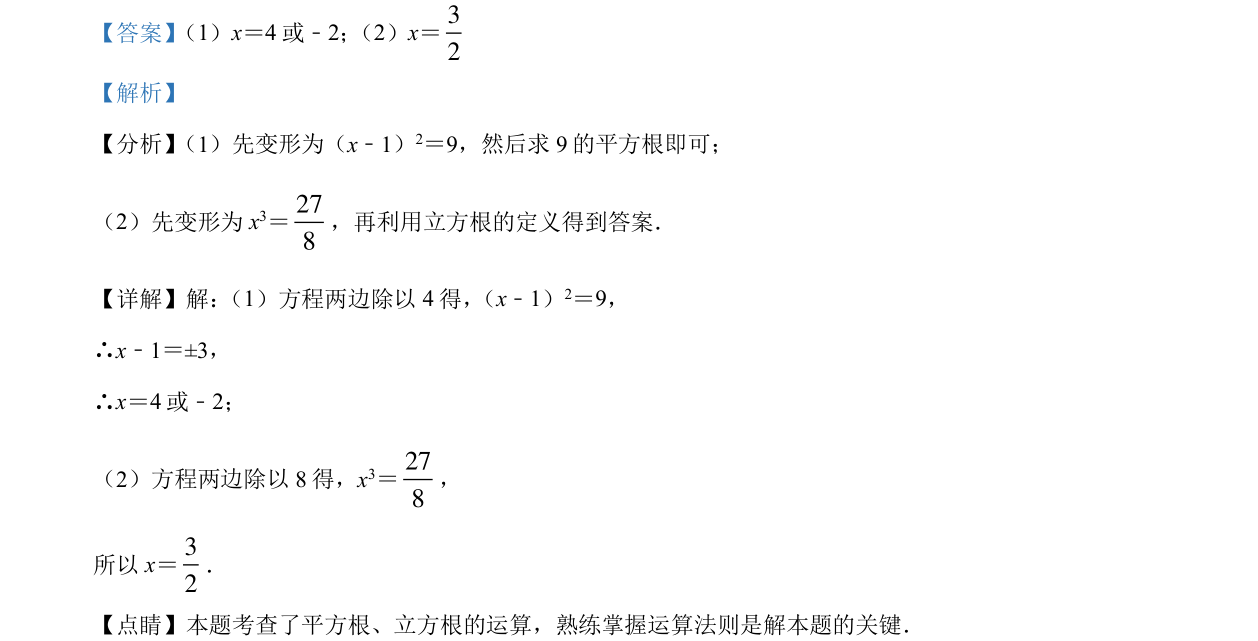 【答案】（1）x＝4或﹣2；（2）x＝3/2
【解析】
【分析】（1）先变形为（x﹣1）²＝9，然后求9的平方根即可；
（2）先变形为x³＝27/8，再利用立方根的定义得到答案．
【详解】解：（1）方程两边除以4得，（x﹣1）²＝9，
∴x﹣1＝±3，
∴x＝4或﹣2；
（2）方程两边除以8得，x³＝27/8，
所以x＝3/2．
【点睛】本题考查了平方根、立方根的运算，熟练掌握运算法则是解本题的关键．